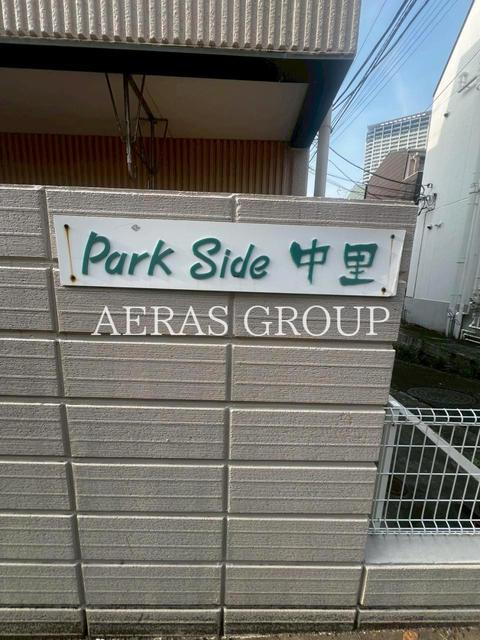 Park Side 中里
AERAS GROUP